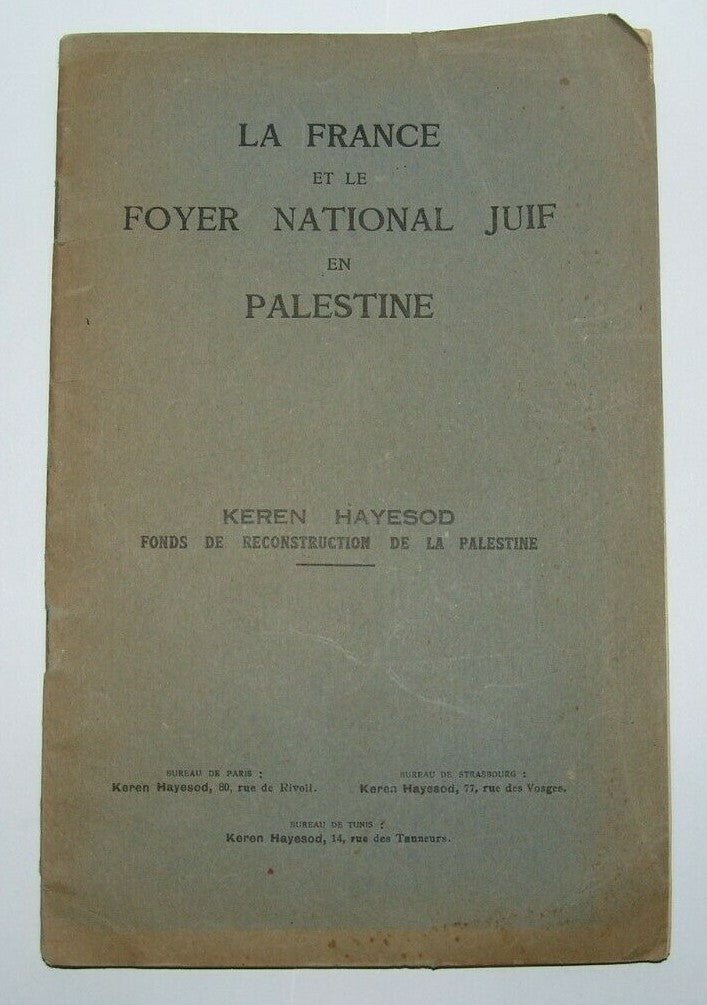 LA FRANCE
ET LE
FOYER NATIONAL JUIF
EN
PALESTINE
KEREN HAYESOD
FONDS DE RECONSTRUCTION DE LA PALESTINE
BUREAU DE PARIS :
Keren Hayesod, 80, rue de Rivoli.
BUREAU DE STRASBOURG :
Keren Hayesod, 77, rue des Vosges.
BUREAU DE TUNIS :
Keren Hayesod, 14, rue des Tanneurs.